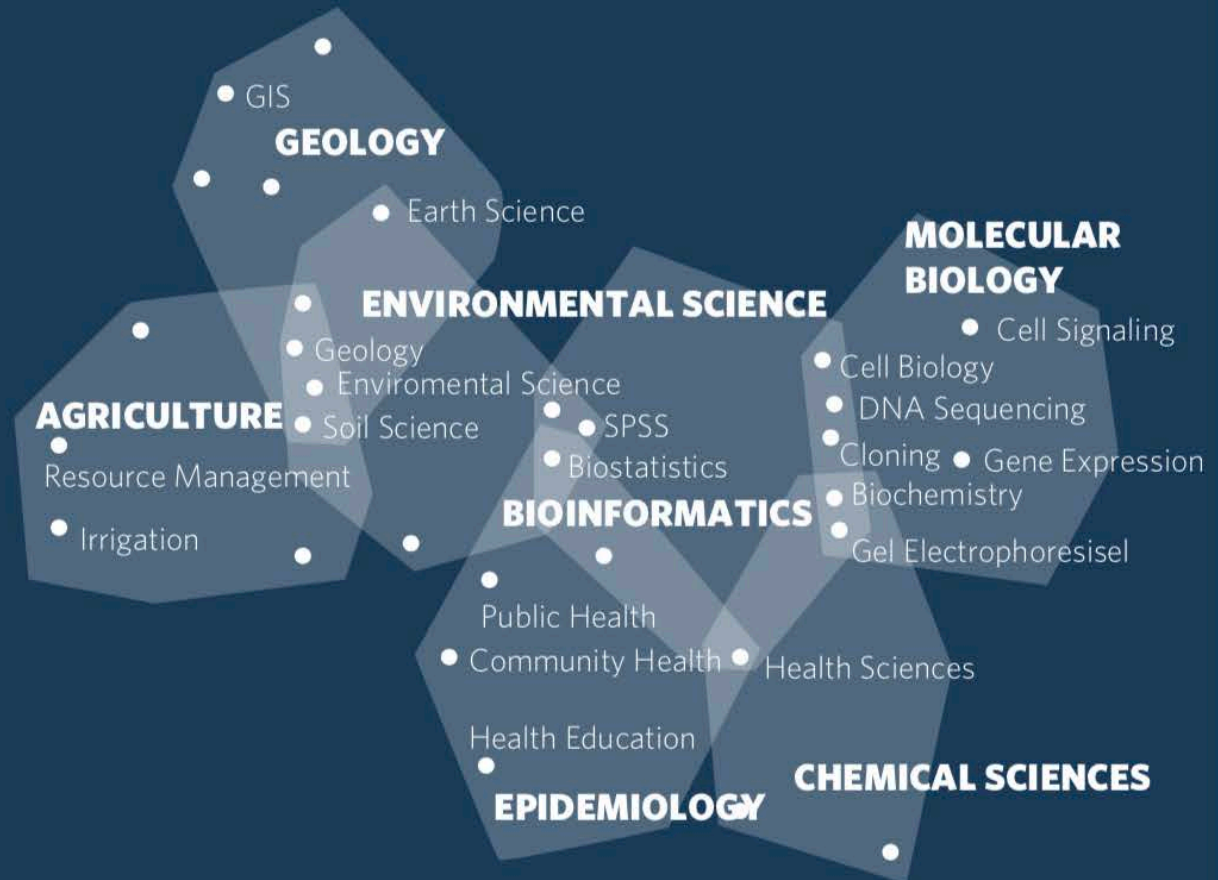 GIS
GEOLOGY
Earth Science
MOLECULAR
BIOLOGY
ENVIRONMENTAL SCIENCE
Cell Signaling
Geology
Cell Biology
Enviromental Science
AGRICULTURE
DNA Sequencing
Soil Science
SPSS
Cloning
Gene Expression
Resource Management
Biostatistics
Biochemistry
BIOINFORMATICS
Irrigation
Gel Electrophoresisel
Public Health
Community Health
Health Sciences
Health Education
CHEMICAL SCIENCES
EPIDEMIOLOGY